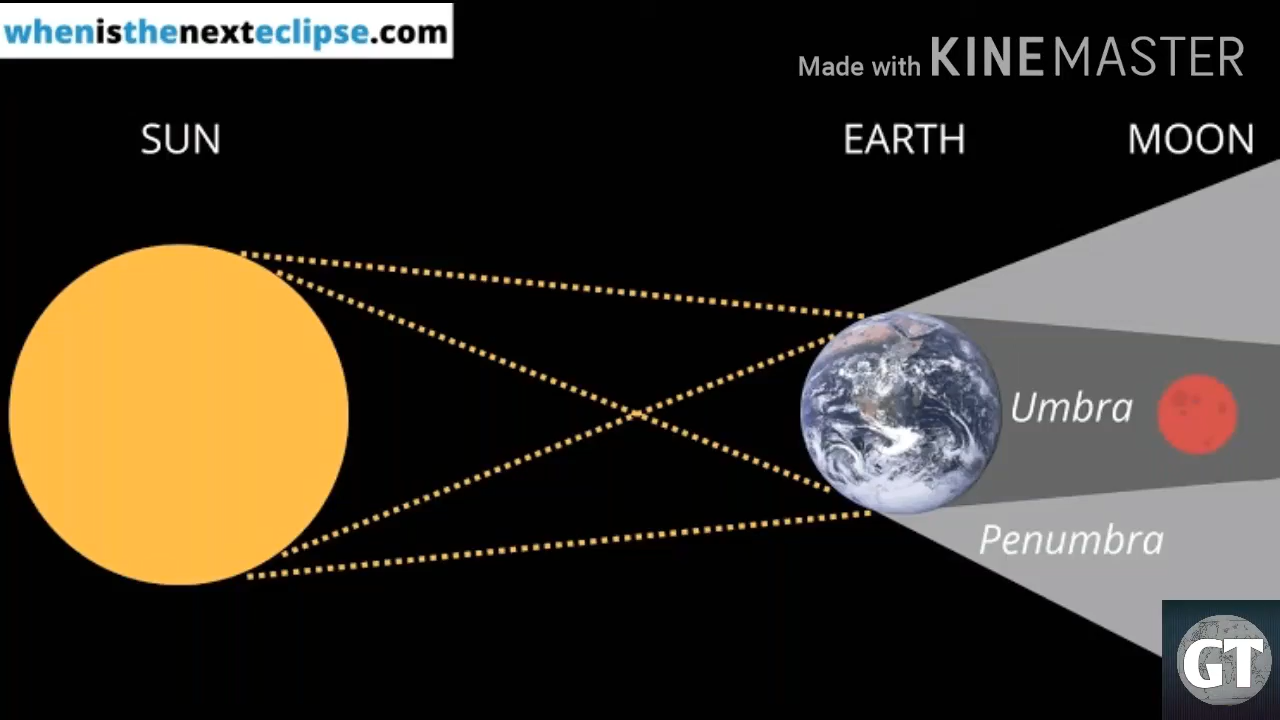 whenisthenexteclipse.com
Made with KINEMASTER
SUN
EARTH
MOON
Umbra
Penumbra
GT